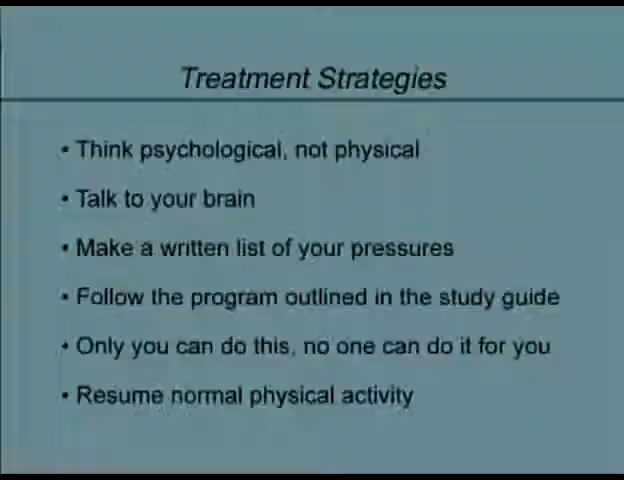 Treatment Strategies
• Think psychological, not physical
• Talk to your brain
• Make a written list of your pressures
• Follow the program outlined in the study guide
• Only you can do this, no one can do it for you
• Resume normal physical activity